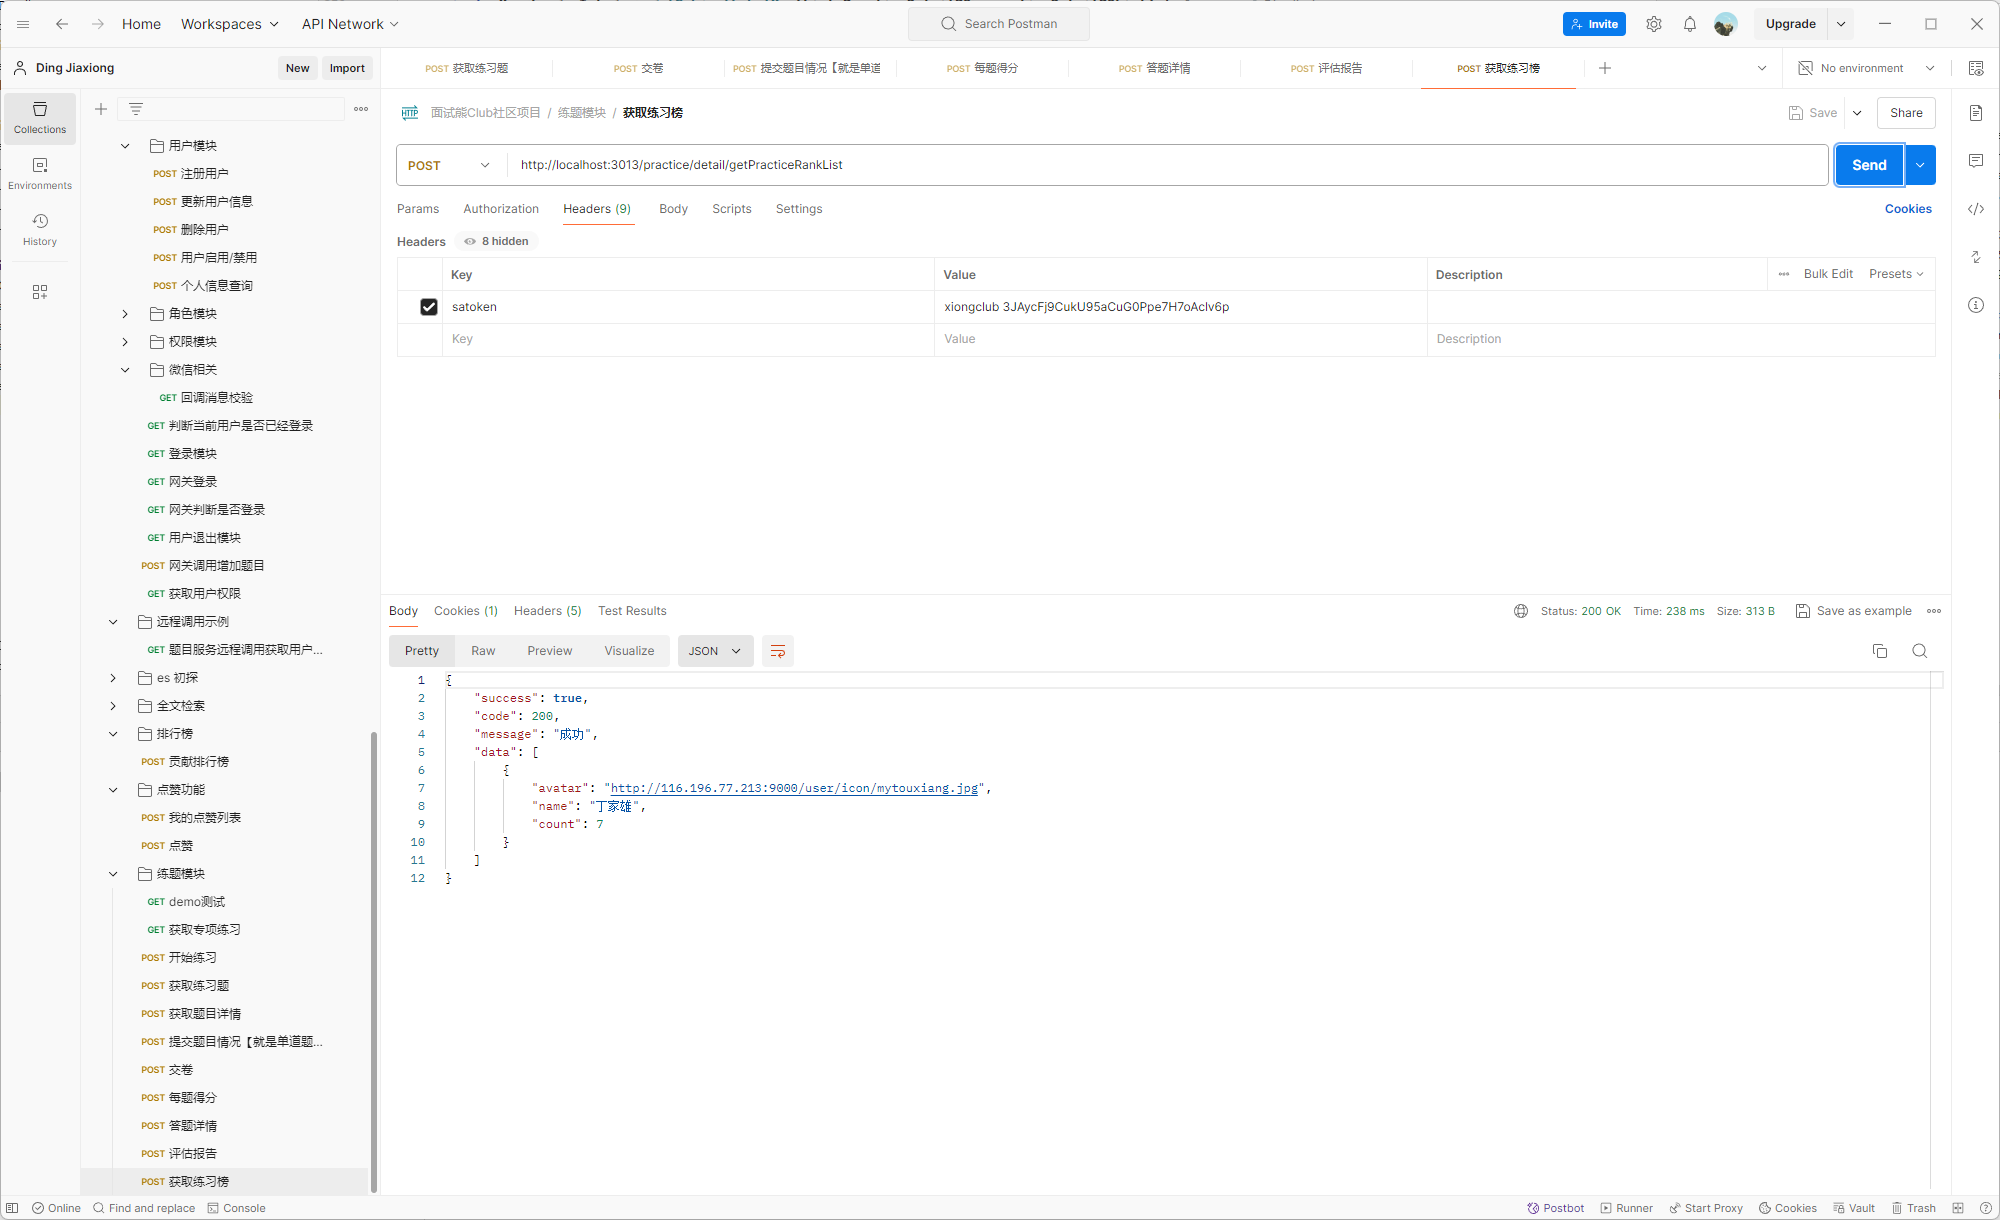 Home Workspaces API Network Search Postman Invite Upgrade
Ding Jiaxiong New Import
POST 获取练习题 POST 交卷 POST 提交题目情况【就是单道 POST 每题得分 POST 答题详情 POST 评估报告 POST 获取练习榜 No environment
Collections
Environments
History
用户模块
POST 注册用户
POST 更新用户信息
POST 删除用户
POST 用户启用/禁用
POST 个人信息查询
角色模块
权限模块
微信相关
GET 回调消息校验
GET 判断当前用户是否已经登录
GET 登录模块
GET 网关登录
GET 网关判断是否登录
GET 用户退出模块
POST 网关调用增加题目
GET 获取用户权限
远程调用示例
GET 题目服务远程调用获取用户...
es 初探
全文检索
排行榜
POST 贡献排行榜
点赞功能
POST 我的点赞列表
POST 点赞
练题模块
GET demo测试
GET 获取专项练习
POST 开始练习
POST 获取练习题
POST 获取题目详情
POST 提交题目情况【就是单道题...
POST 交卷
POST 每题得分
POST 答题详情
POST 评估报告
POST 获取练习榜
HTTP 面试熊Club社区项目 / 练题模块 / 获取练习榜 Save Share
POST http://localhost:3013/practice/detail/getPracticeRankList Send
Params Authorization Headers (9) Body Scripts Settings Cookies
Headers 8 hidden
Key Value Description Bulk Edit Presets
satoken xiongclub 3JAycFj9CukU95aCuG0Ppe7H7oAclv6p
Key Value Description
Body Cookies (1) Headers (5) Test Results Status: 200 OK Time: 238 ms Size: 313 B Save as example
Pretty Raw Preview Visualize JSON
1 {
2 "success": true,
3 "code": 200,
4 "message": "成功",
5 "data": [
6 {
7 "avatar": "http://116.196.77.213:9000/user/icon/mytouxiang.jpg",
8 "name": "丁家雄",
9 "count": 7
10 }
11 ]
12 }
Online Find and replace Console Postbot Runner Start Proxy Cookies Vault Trash